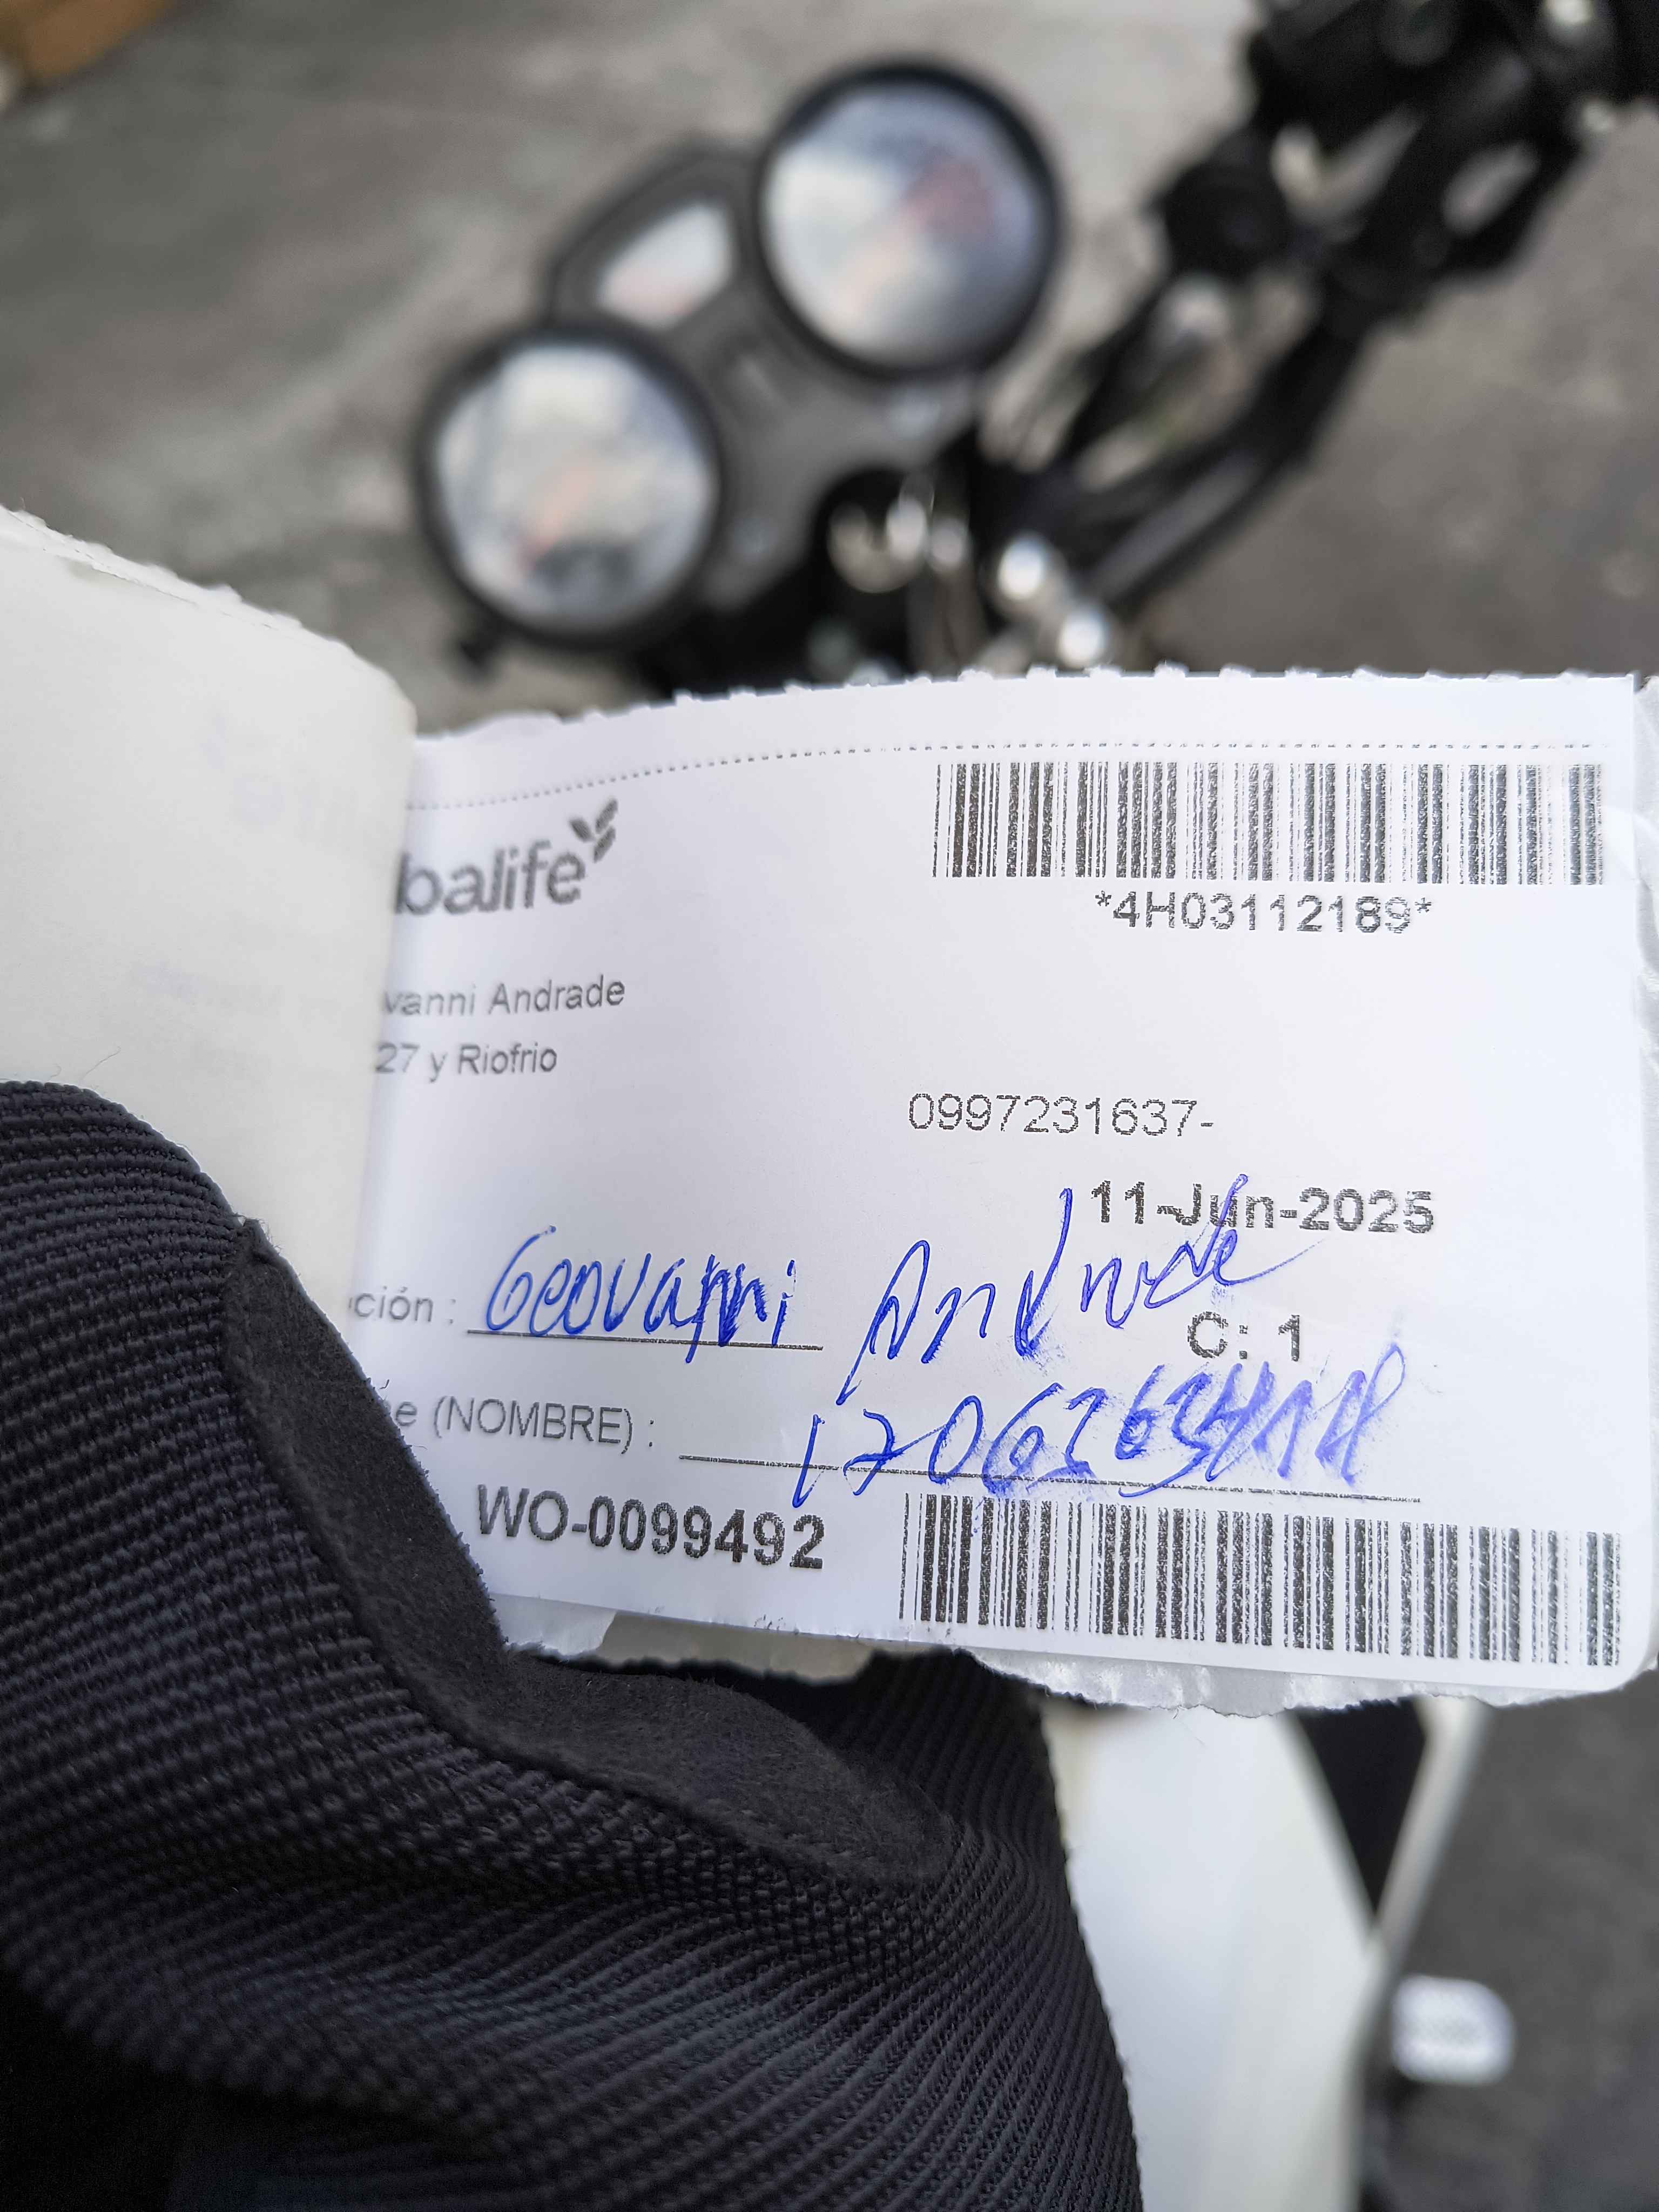 balife
*4H03112189*
vanni Andrade
27 y Riofrio
0997231637-
11-Jun-2025
ción : Geovanni Andrade
C: 1
e (NOMBRE) :
WO-0099492